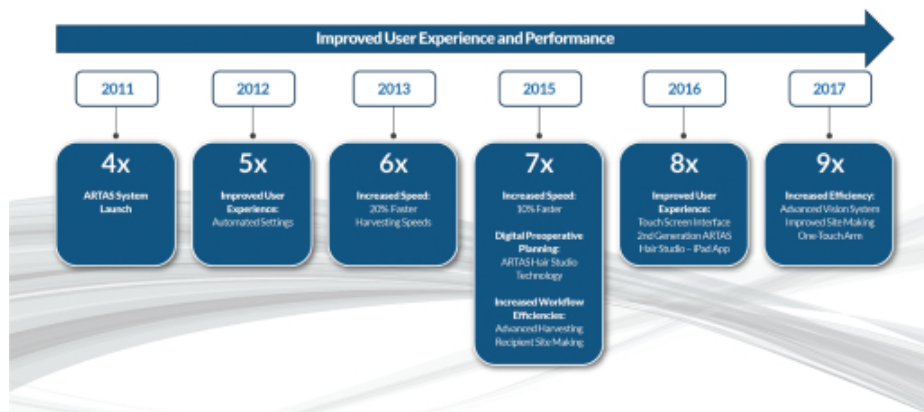 Improved User Experience and Performance
2011
2012
2013
2015
2016
2017
4x
ARTAS System
Launch
5x
Improved User
Experience:
Automated Settings
6x
Increased Speed:
20% Faster
Harvesting Speeds
7x
Increased Speed:
10% Faster
Digital Preoperative
Planning:
ARTAS Hair Studio
Technology
Increased Workflow
Efficiencies:
Advanced Harvesting
Recipient Site Making
8x
Improved User
Experience:
Touch Screen Interface
2nd Generation ARTAS
Hair Studio – iPad App
9x
Increased Efficiency:
Advanced Vision System
Improved Site Making
One-Touch Arm